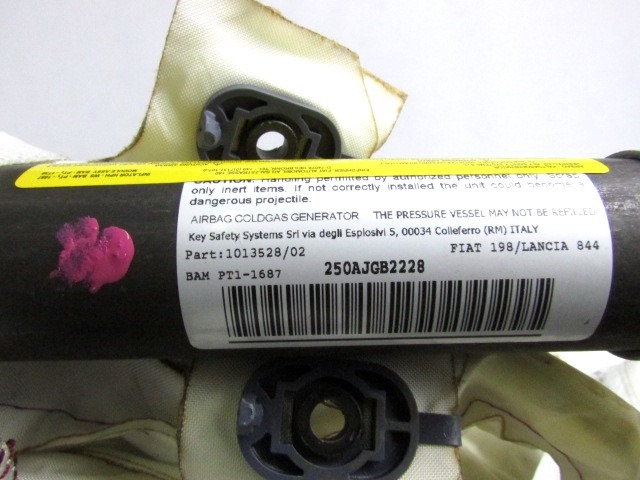 CAUTION: Handling permitted by authorized personnel only. Scrap
only inert items. If not correctly installed the unit could become a
dangerous projectile.
AIRBAG COLDGAS GENERATOR THE PRESSURE VESSEL MAY NOT BE REFILLED
Key Safety Systems Srl via degli Esplosivi 5, 00034 Colleferro (RM) ITALY
Part:1013528/02 FIAT 198/LANCIA 844
BAM PT1-1687 250AJGB2228